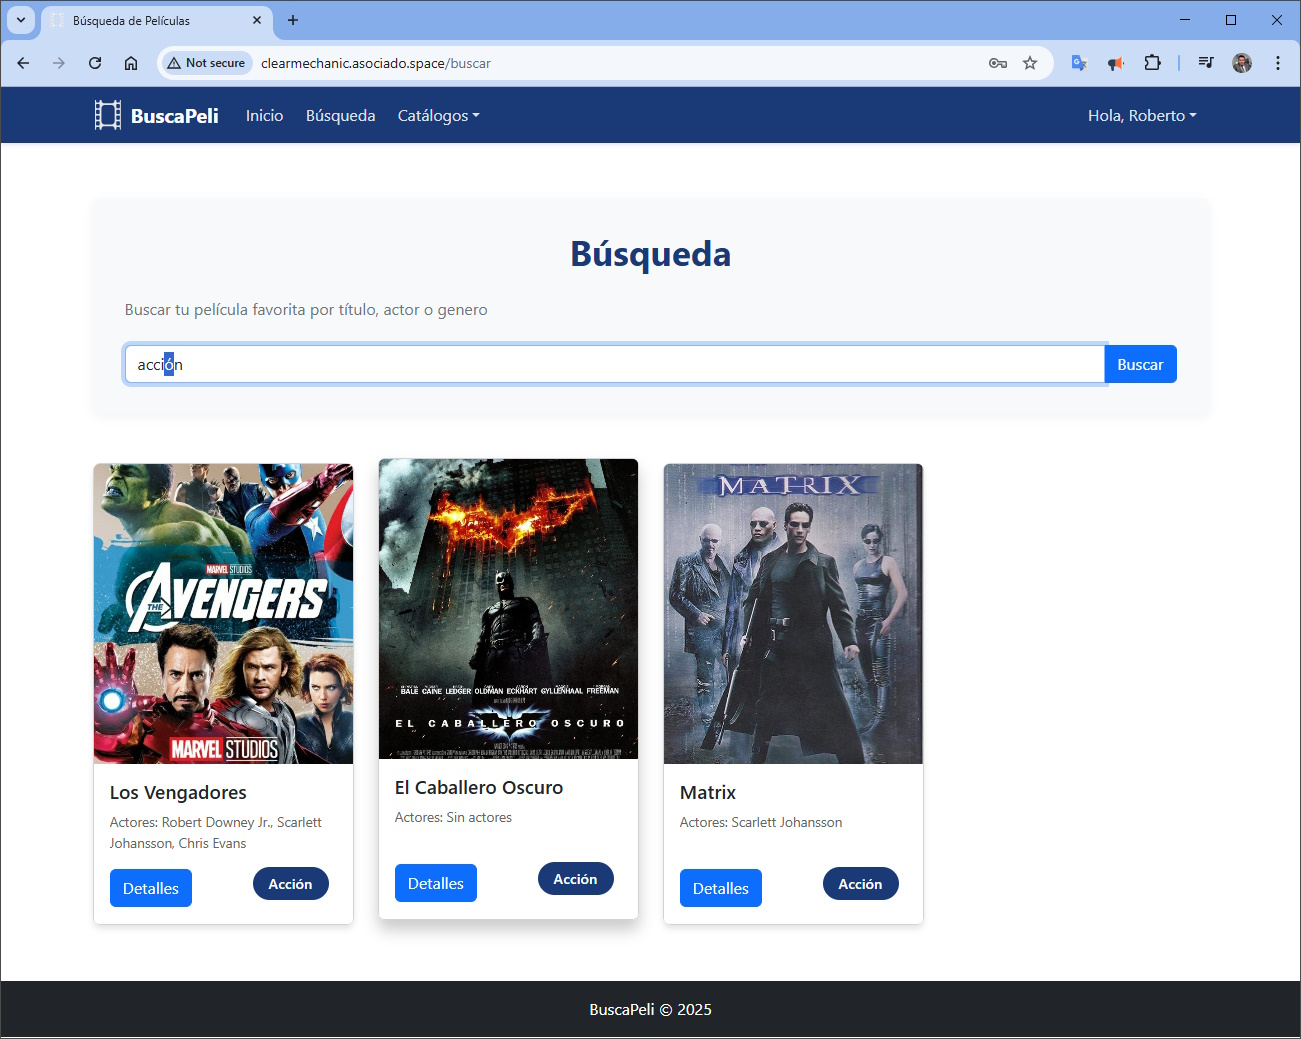 Búsqueda de Películas
Not secure
clearmechanic.asociado.space/buscar
BuscaPeli
Inicio
Búsqueda
Catálogos
Hola, Roberto
Búsqueda
Buscar tu película favorita por título, actor o genero
acción
Buscar
MARVEL STUDIOS
THE AVENGERS
MARVEL STUDIOS
Los Vengadores
Actores: Robert Downey Jr., Scarlett
Johansson, Chris Evans
Detalles
Acción
BALE CAINE LEDGER OLDMAN ECKHART GYLLENHAAL FREEMAN
EL CABALLERO OSCURO
El Caballero Oscuro
Actores: Sin actores
Detalles
Acción
MATRIX
Matrix
Actores: Scarlett Johansson
Detalles
Acción
BuscaPeli © 2025